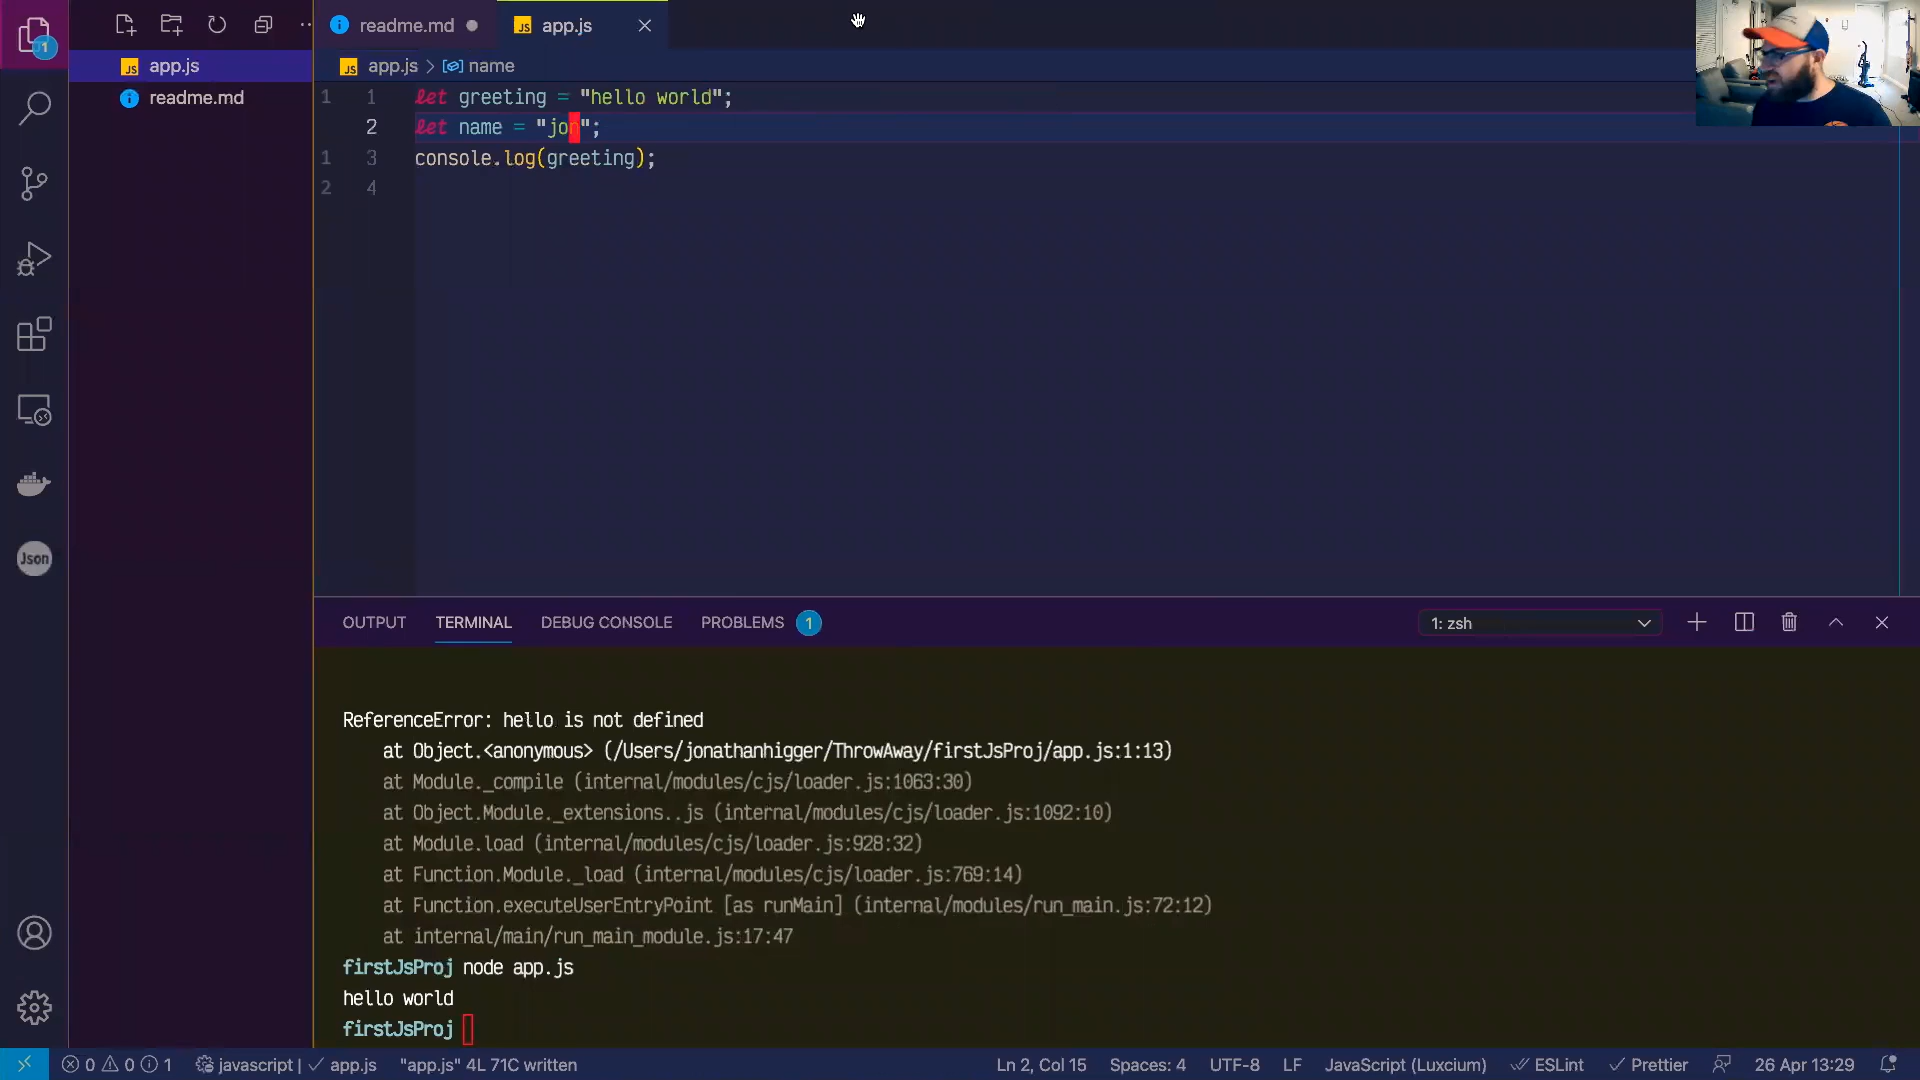 readme.md
app.js
app.js
app.js > name
1
readme.md
1 1 let greeting = "hello world";
2 let name = "jon";
1 3 console.log(greeting);
2 4
Json
OUTPUT TERMINAL DEBUG CONSOLE PROBLEMS 1
1: zsh
ReferenceError: hello is not defined
at Object.<anonymous> (/Users/jonathanhigger/ThrowAway/firstJsProj/app.js:1:13)
at Module._compile (internal/modules/cjs/loader.js:1063:30)
at Object.Module._extensions..js (internal/modules/cjs/loader.js:1092:10)
at Module.load (internal/modules/cjs/loader.js:928:32)
at Function.Module._load (internal/modules/cjs/loader.js:769:14)
at Function.executeUserEntryPoint [as runMain] (internal/modules/run_main.js:72:12)
at internal/main/run_main_module.js:17:47
firstJsProj node app.js
hello world
firstJsProj
0 0 1 javascript | ✓ app.js "app.js" 4L 71C written Ln 2, Col 15 Spaces: 4 UTF-8 LF JavaScript (Luxcium) ESLint Prettier 26 Apr 13:29